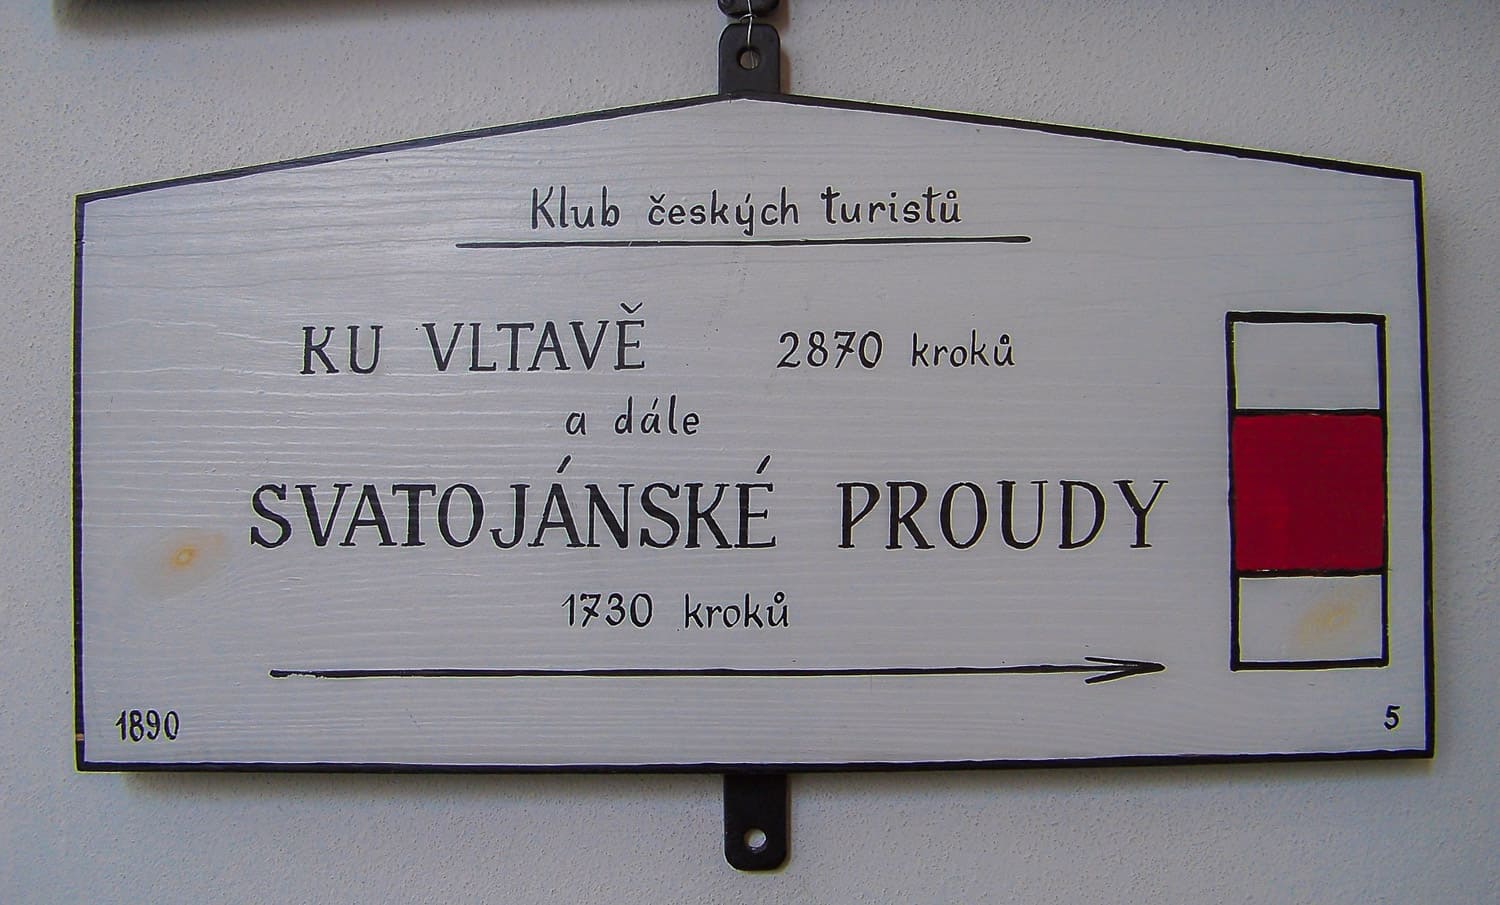 Klub českých turistů
KU VLTAVĚ 2870 kroků
a dále
SVATOJÁNSKÉ PROUDY
1730 kroků
1890 5